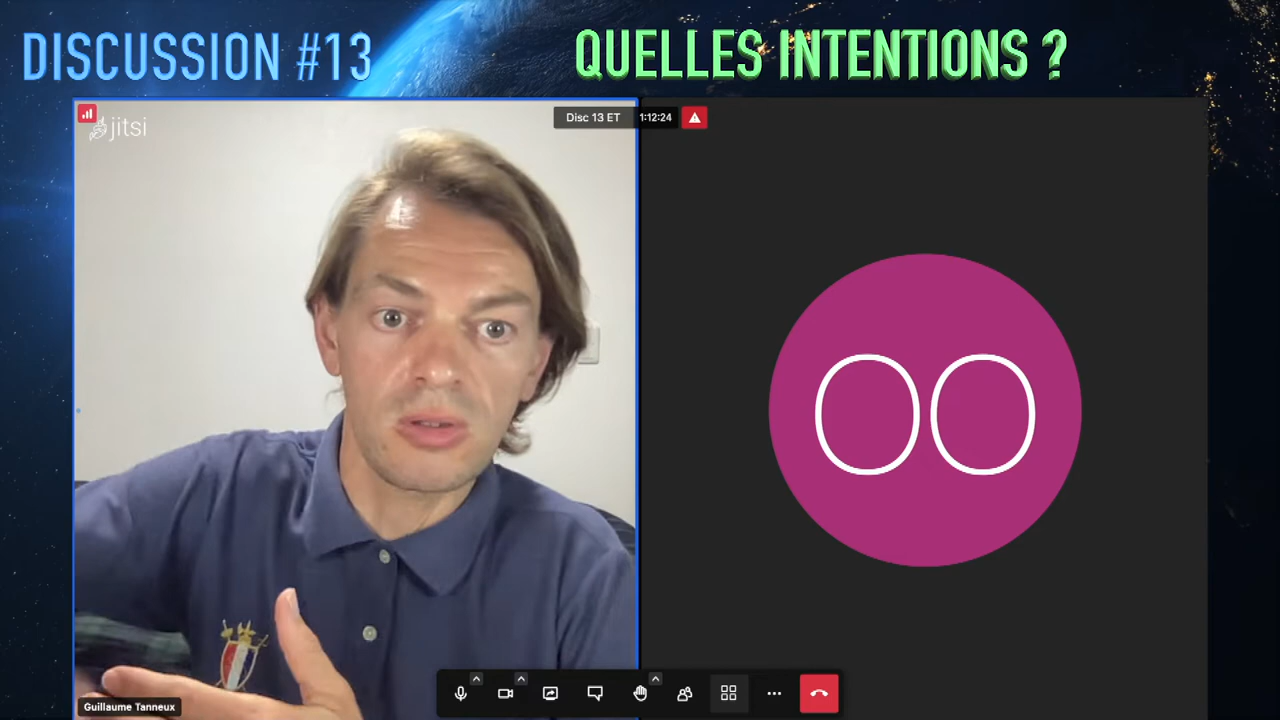 DISCUSSION #13
QUELLES INTENTIONS ?
jitsi
Disc 13 ET
1:12:24
OO
Guillaume Tanneux